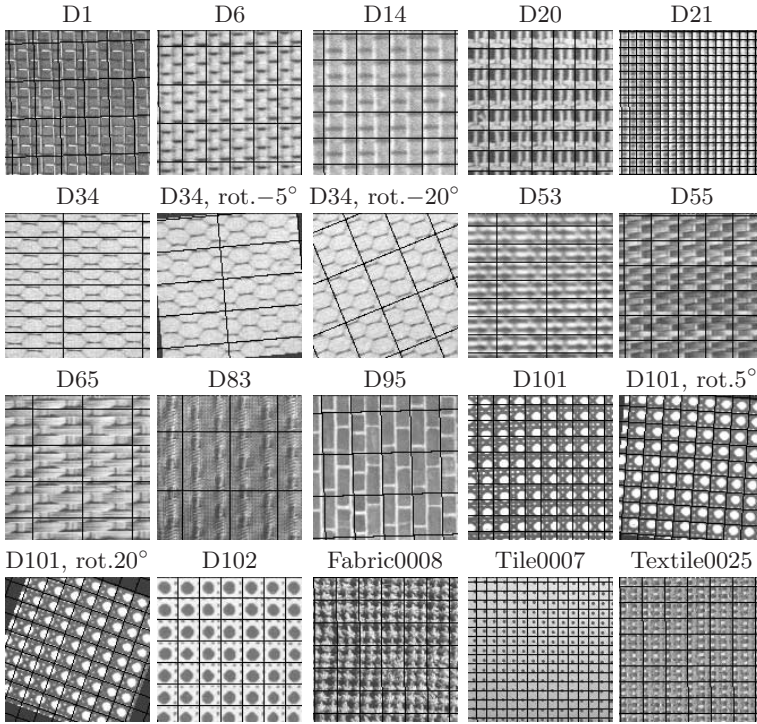 D1 D6 D14 D20 D21
D34 D34, rot.−5° D34, rot.−20° D53 D55
D65 D83 D95 D101 D101, rot.5°
D101, rot.20° D102 Fabric0008 Tile0007 Textile0025